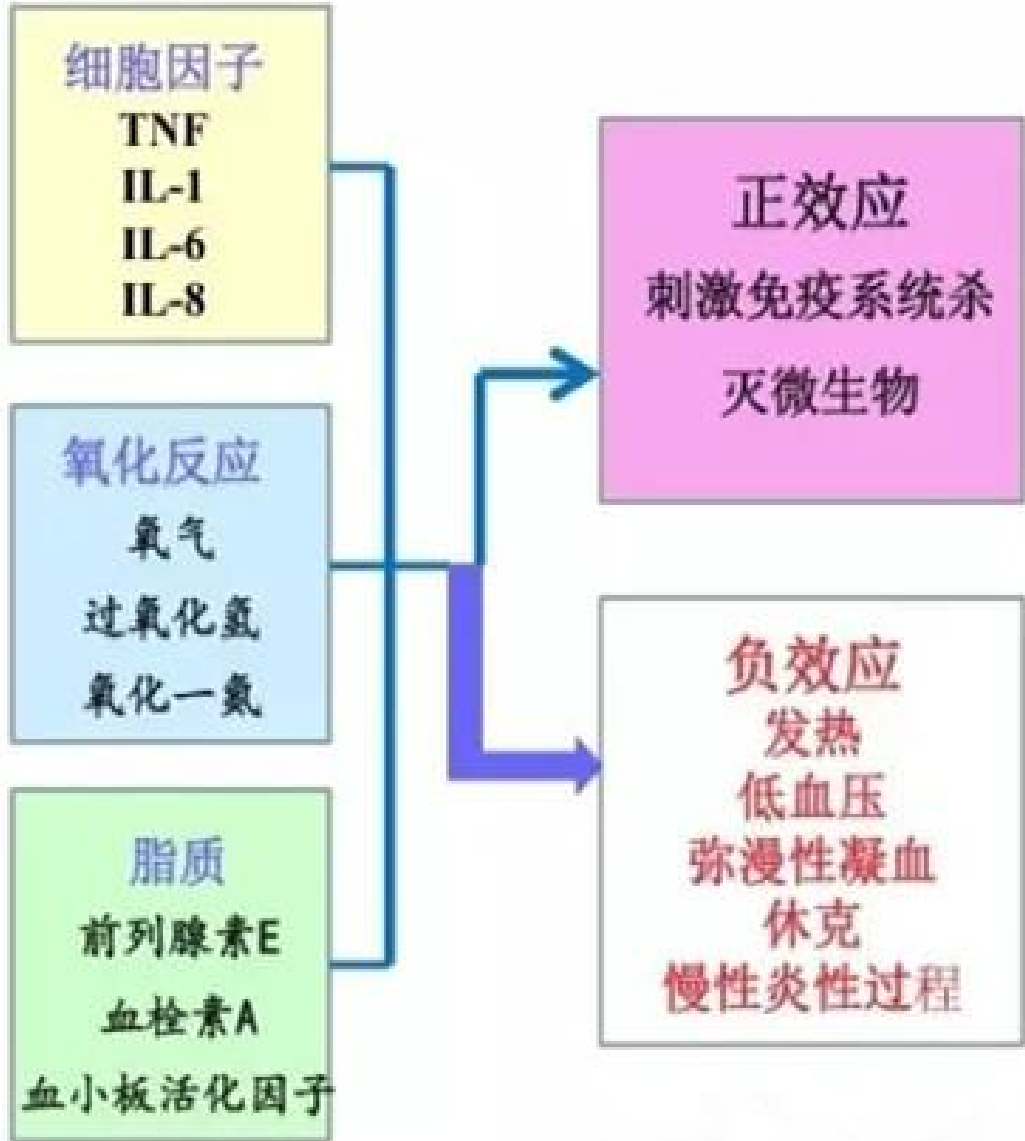 细胞因子
TNF
IL-1
IL-6
IL-8
氧化反应
氧气
过氧化氢
氧化一氮
脂质
前列腺素E
血栓素A
血小板活化因子
正效应
刺激免疫系统杀
灭微生物
负效应
发热
低血压
弥漫性凝血
休克
慢性炎性过程